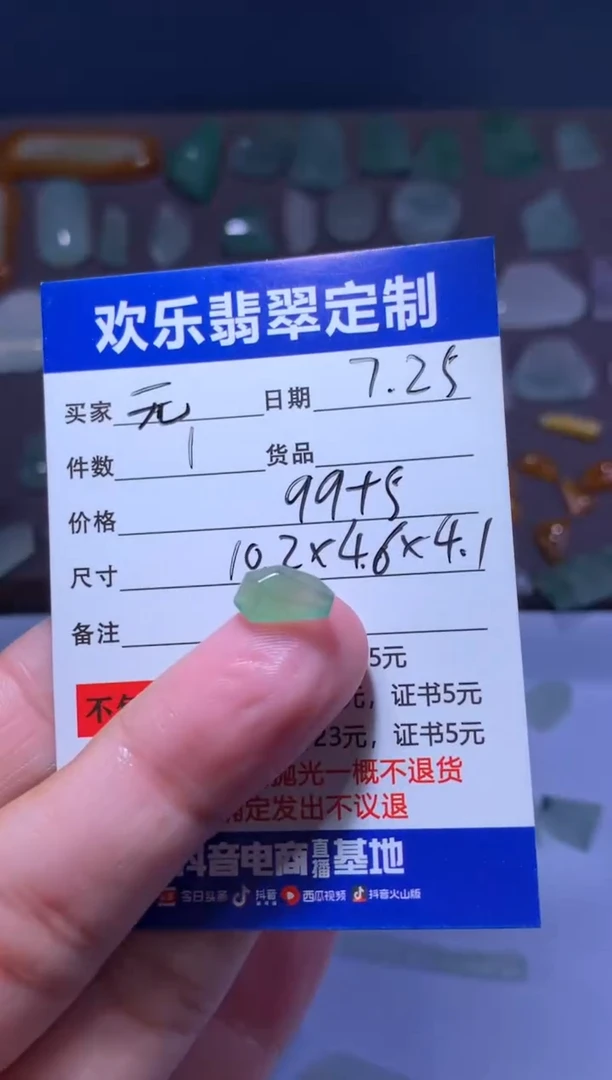 欢乐翡翠定制
买家 元 日期 7.25
件数 1 货品
价格 99+5
尺寸 10.2×4.6×4.1
备注
5元
元，证书5元
23元，证书5元
抛光一概不退货
定发出不议退
抖音电商直播基地
今日头条 抖音 西瓜视频 抖音火山版